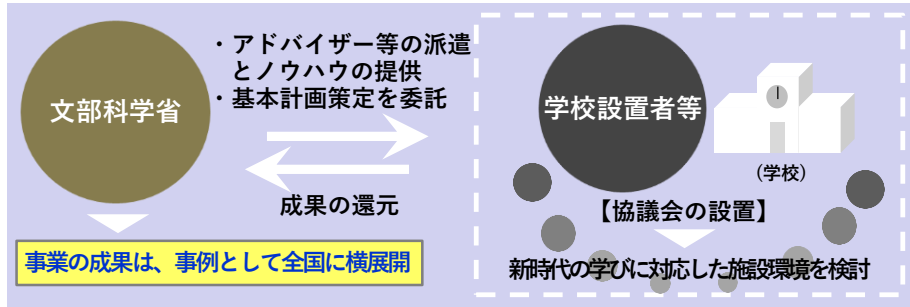 文部科学省
・アドバイザー等の派遣
とノウハウの提供
・基本計画策定を委託
成果の還元
事業の成果は、事例として全国に横展開
学校設置者等
（学校）
【協議会の設置】
新時代の学びに対応した施設環境を検討